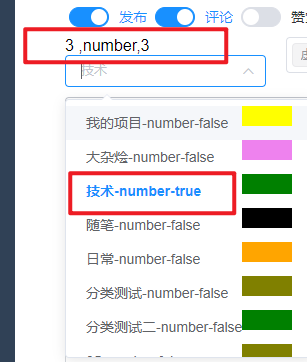 发布 评论 赞
3 ,number,3
技术
我的项目-number-false
大杂烩-number-false
技术-number-true
随笔-number-false
日常-number-false
分类测试-number-false
分类测试二-number-false